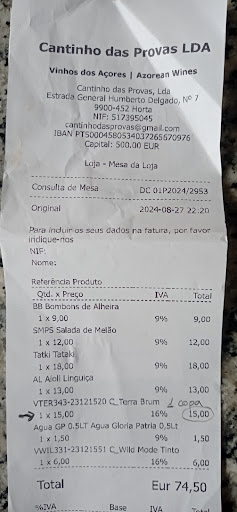 Cantinho das Provas LDA
Vinhos dos Açores | Azorean Wines
Cantinho das Provas, Lda
Estrada General Humberto Delgado, Nº 7
9900-452 Horta
NIF: 517395045
cantinhodasprovas@gmail.com
IBAN PT50004580534037265670976
Capital: 500.00 EUR
Loja - Mesa da Loja
Consulta de Mesa DC 01P2024/2953
Original 2024-08-27 22:20
Para incluirmos seus dados na fatura, por favor
indique-nos
NIF:
Nome:
Referência Produto
Qtd. x Preço IVA Total
BB Bombons de Alheira
1 x 9,00 9% 9,00
SMPS Salada de Melão
1 x 12,00 9% 12,00
Tatki Tataki
1 x 18,00 9% 18,00
AL Aioli Linguiça
1 x 13,00 9% 13,00
VTER343-23121520 C_Terra Brum 1 copo
1 x 15,00 16% 15,00
Agua GP 0.5LT Agua Gloria Patria 0,5Lt
1 x 1,50 9% 1,50
VWIL331-23121551 C_Wild Mode Tinto
1 x 6,00 16% 6,00
Total Eur 74,50
%IVA Base IVA Total